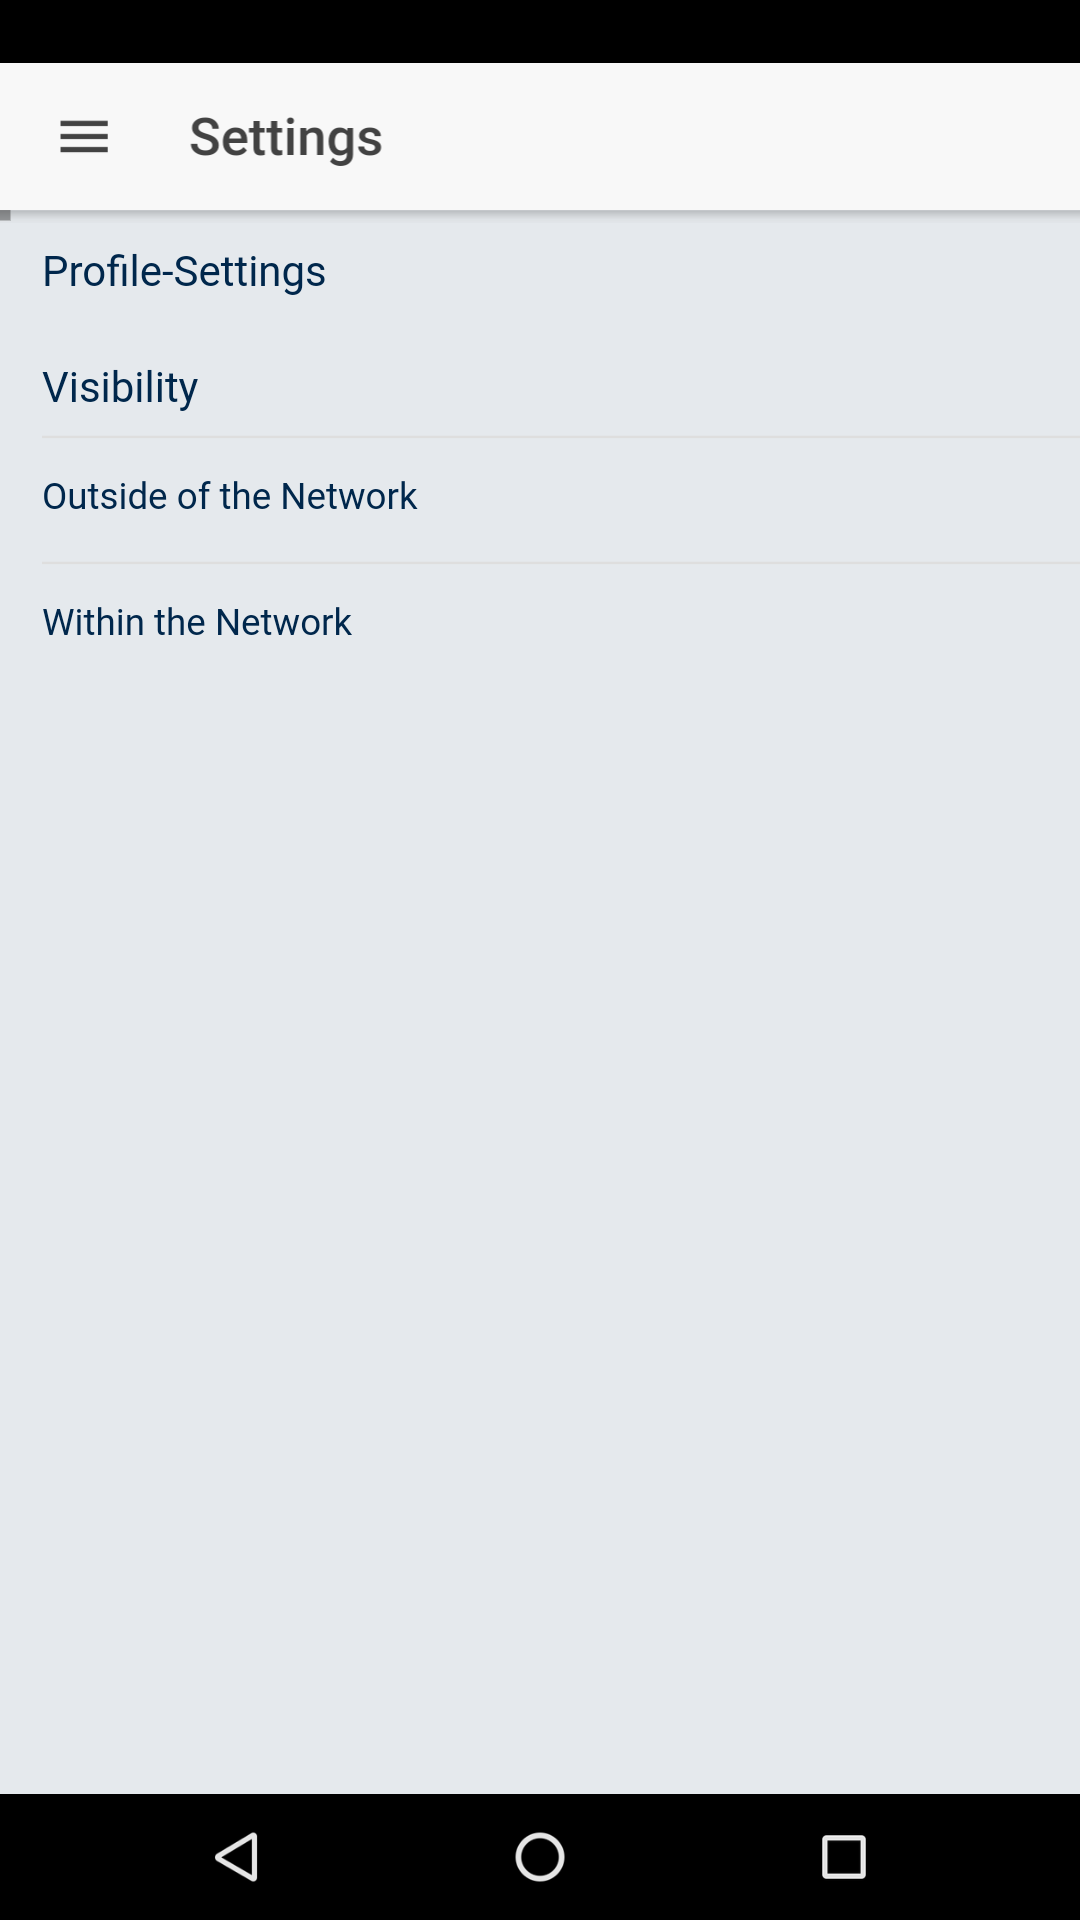 Settings
Profile-Settings
Visibility
Outside of the Network
Within the Network